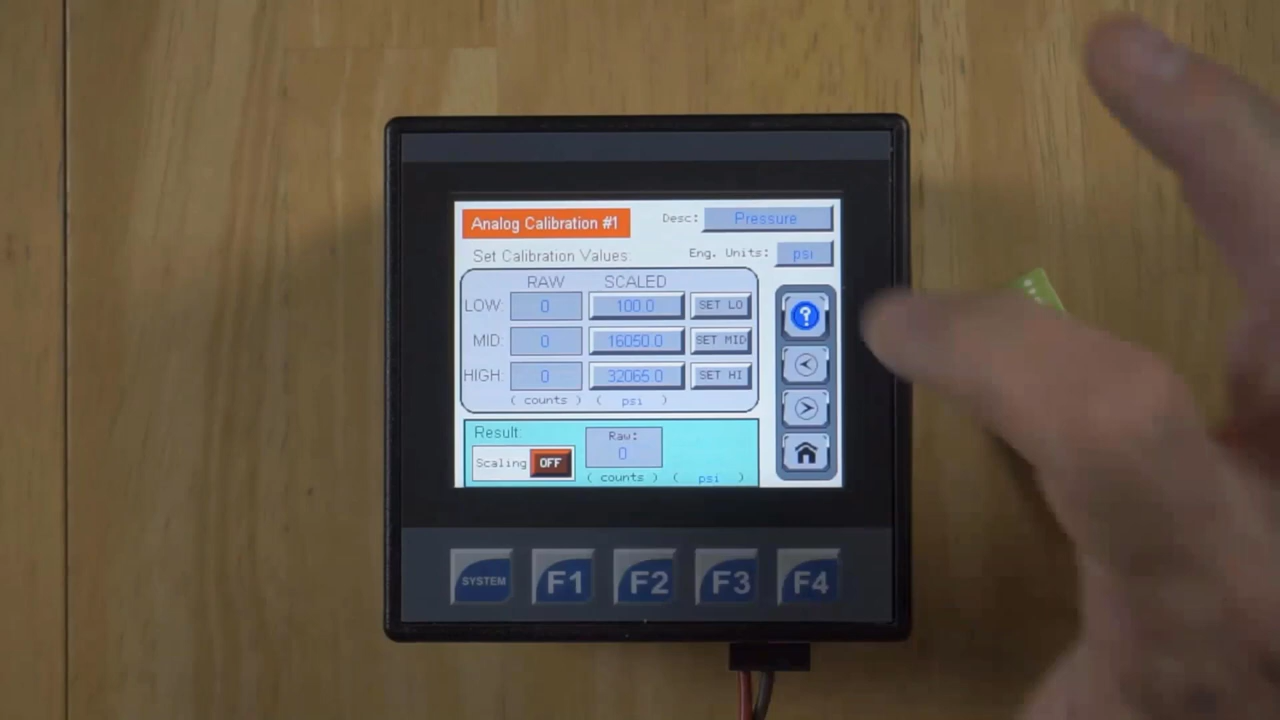 Analog Calibration #1
Desc: Pressure
Set Calibration Values:
Eng. Units: psi
RAW SCALED
LOW: 0 100.0 SET LO
MID: 0 16050.0 SET MID
HIGH: 0 32065.0 SET HI
( counts ) ( psi )
?
<
>
Result:
Scaling OFF
Raw:
0
( counts ) ( psi )
SYSTEM F1 F2 F3 F4